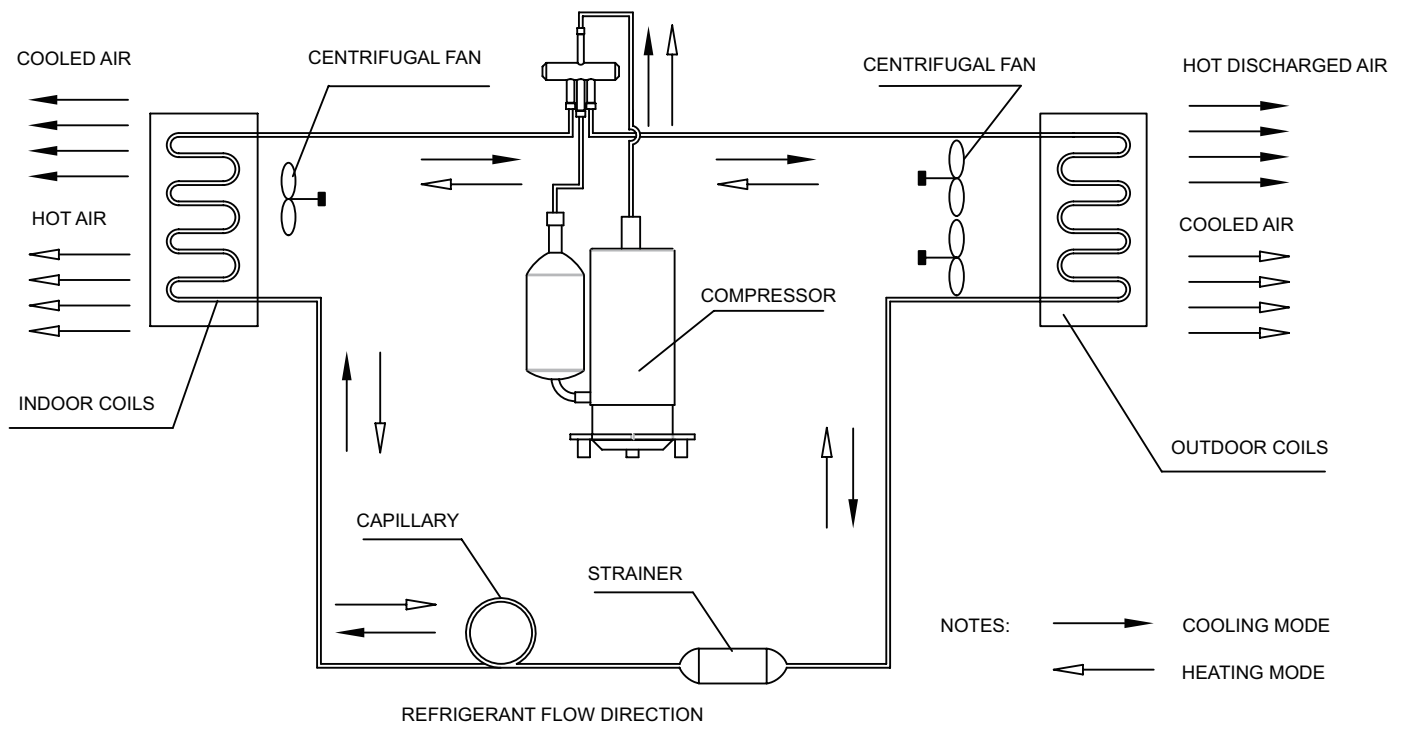 COOLED AIR
CENTRIFUGAL FAN
CENTRIFUGAL FAN
HOT DISCHARGED AIR
HOT AIR
COOLED AIR
COMPRESSOR
INDOOR COILS
OUTDOOR COILS
CAPILLARY
STRAINER
NOTES:
COOLING MODE
HEATING MODE
REFRIGERANT FLOW DIRECTION